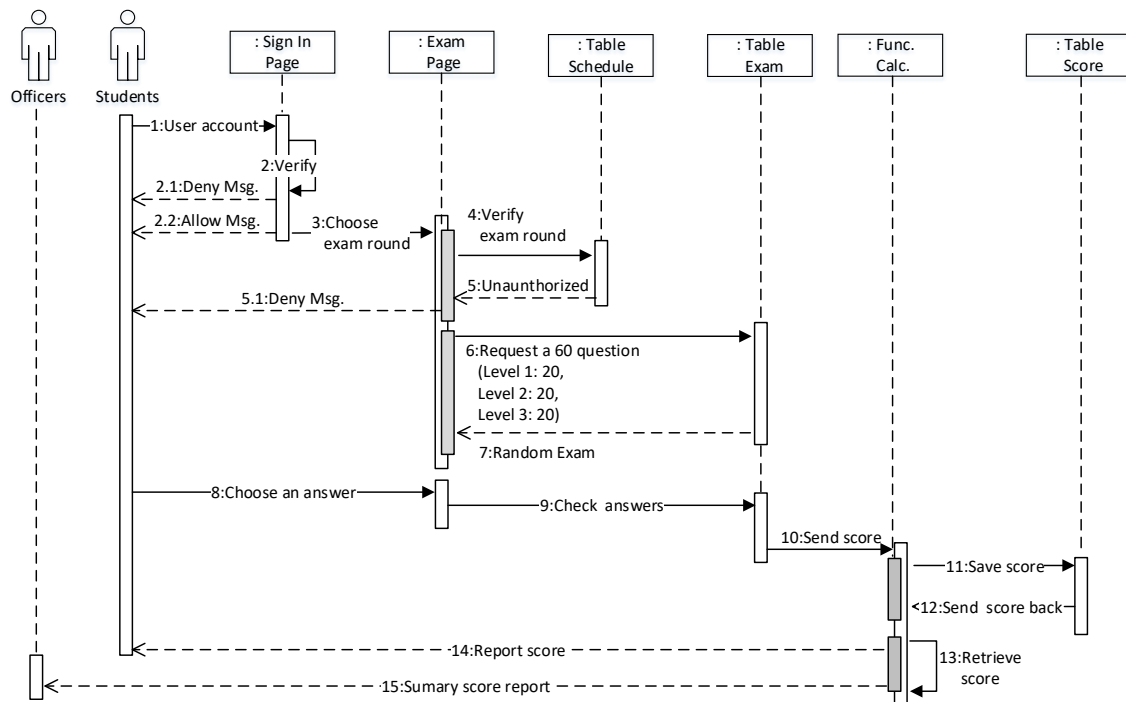 Officers
Students
: Sign In
Page
: Exam
Page
: Table
Schedule
: Table
Exam
: Func.
Calc.
: Table
Score
1:User account
2:Verify
2.1:Deny Msg.
2.2:Allow Msg.
3:Choose
exam round
4:Verify
exam round
5:Unaunthorized
5.1:Deny Msg.
6:Request a 60 question
(Level 1: 20,
Level 2: 20,
Level 3: 20)
7:Random Exam
8:Choose an answer
9:Check answers
10:Send score
11:Save score
12:Send score back
13:Retrieve
score
14:Report score
15:Sumary score report